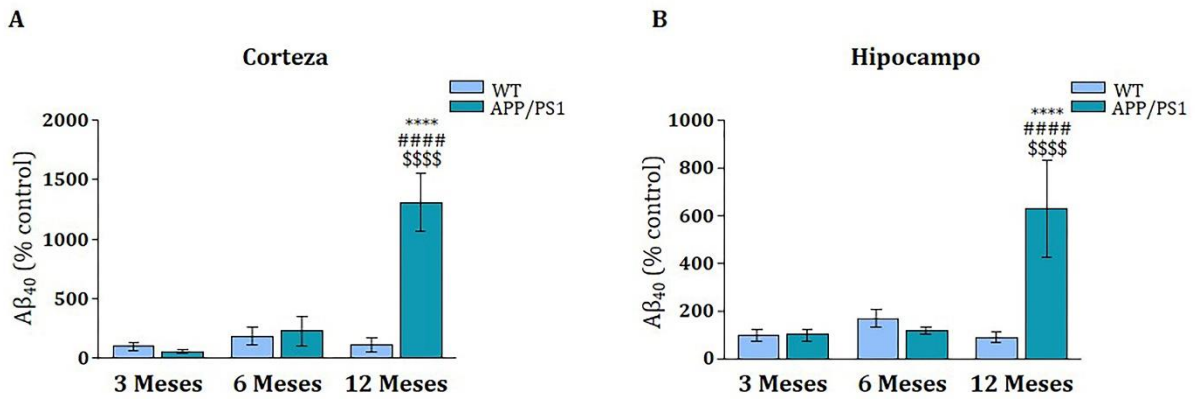 A
Corteza
WT
APP/PS1
Aβ₄₀ (% control)
2000
1500
1000
500
0
****
####
$$$$
3 Meses 6 Meses 12 Meses
B
Hipocampo
WT
APP/PS1
Aβ₄₀ (% control)
1000
800
600
400
200
0
****
####
$$$$
3 Meses 6 Meses 12 Meses